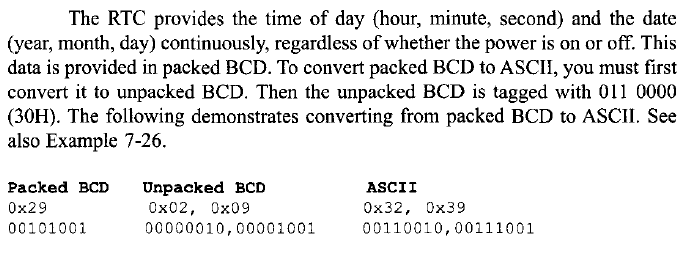 The RTC provides the time of day (hour, minute, second) and the date
(year, month, day) continuously, regardless of whether the power is on or off. This
data is provided in packed BCD. To convert packed BCD to ASCII, you must first
convert it to unpacked BCD. Then the unpacked BCD is tagged with 011 0000
(30H). The following demonstrates converting from packed BCD to ASCII. See
also Example 7-26.
Packed BCD Unpacked BCD ASCII
0x29 0x02, 0x09 0x32, 0x39
00101001 00000010,00001001 00110010,00111001